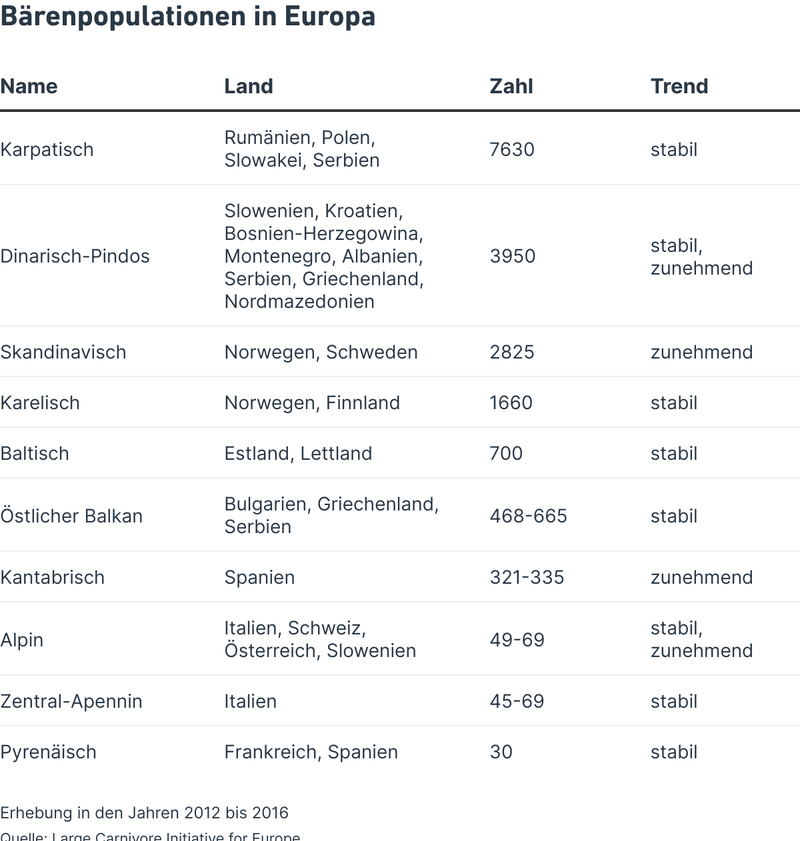 Bärenpopulationen in Europa
Name Land Zahl Trend
Karpatisch Rumänien, Polen, 7630 stabil
Slowakei, Serbien
Dinarisch-Pindos Slowenien, Kroatien, 3950 stabil,
Bosnien-Herzegowina, zunehmend
Montenegro, Albanien,
Serbien, Griechenland,
Nordmazedonien
Skandinavisch Norwegen, Schweden 2825 zunehmend
Karelisch Norwegen, Finnland 1660 stabil
Baltisch Estland, Lettland 700 stabil
Östlicher Balkan Bulgarien, Griechenland, 468-665 stabil
Serbien
Kantabrisch Spanien 321-335 zunehmend
Alpin Italien, Schweiz, 49-69 stabil,
Österreich, Slowenien zunehmend
Zentral-Apennin Italien 45-69 stabil
Pyrenäisch Frankreich, Spanien 30 stabil
Erhebung in den Jahren 2012 bis 2016
Quelle: Large Carnivore Initiative for Europe